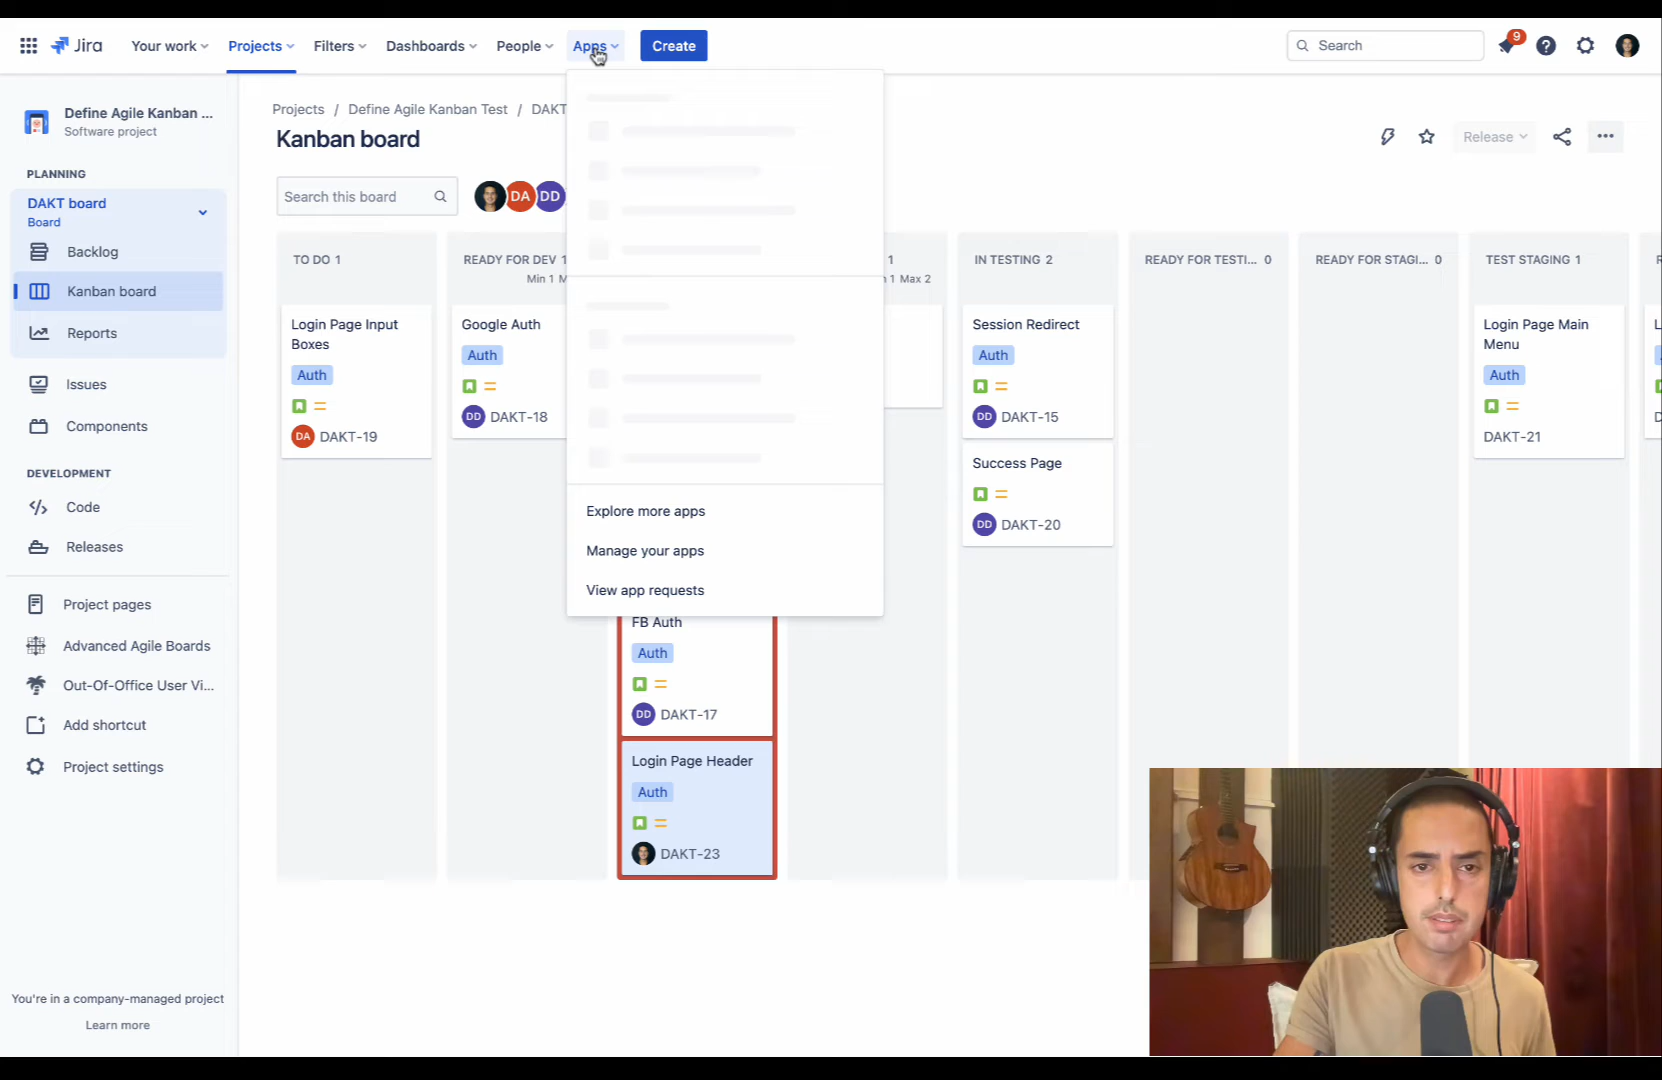 Jira
Your work
Projects
Filters
Dashboards
People
Apps
Create
Search
9
Define Agile Kanban ...
Software project
PLANNING
DAKT board
Board
Backlog
Kanban board
Reports
Issues
Components
DEVELOPMENT
Code
Releases
Project pages
Advanced Agile Boards
Out-Of-Office User Vi...
Add shortcut
Project settings
You're in a company-managed project
Learn more
Projects / Define Agile Kanban Test / DAKT
Kanban board
Release
Search this board
DA
DD
TO DO 1
Login Page Input
Boxes
Auth
DA DAKT-19
READY FOR DEV 1
Min 1 M
Google Auth
Auth
DD DAKT-18
Explore more apps
Manage your apps
View app requests
FB Auth
Auth
DD DAKT-17
Login Page Header
Auth
DAKT-23
1
1 Max 2
IN TESTING 2
Session Redirect
Auth
DD DAKT-15
Success Page
DD DAKT-20
READY FOR TESTI... 0
READY FOR STAGI... 0
TEST STAGING 1
Login Page Main
Menu
Auth
DAKT-21